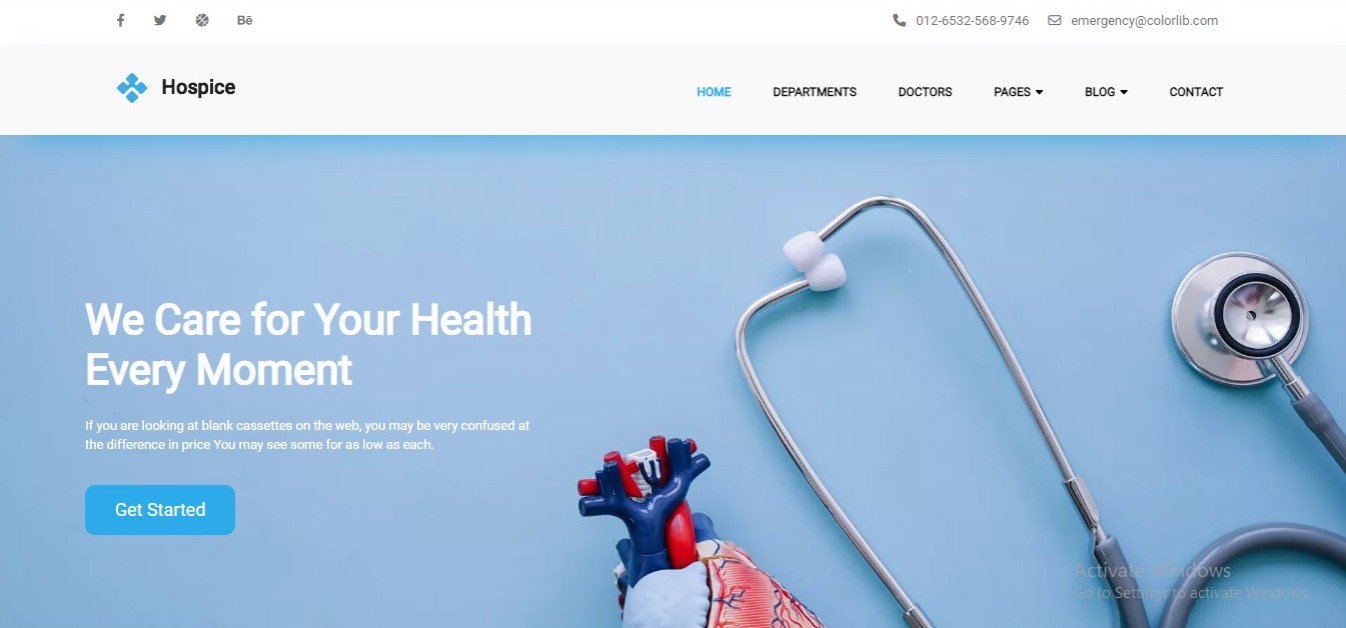 Bē
012-6532-568-9746
emergency@colorlib.com
Hospice
HOME
DEPARTMENTS
DOCTORS
PAGES
BLOG
CONTACT
We Care for Your Health
Every Moment
If you are looking at blank cassettes on the web, you may be very confused at
the difference in price You may see some for as low as each.
Get Started
Activate Windows
Go to Settings to activate Windows.